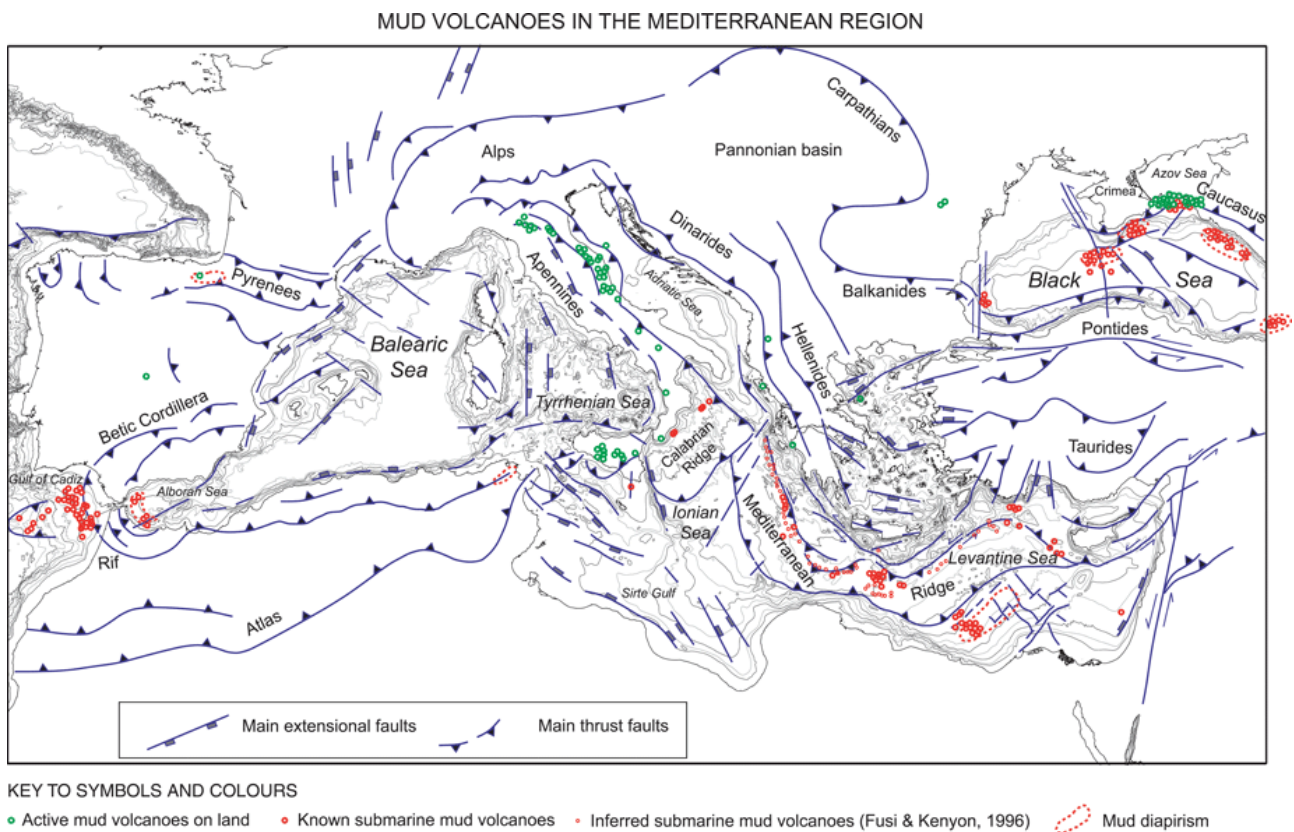 MUD VOLCANOES IN THE MEDITERRANEAN REGION
Carpathians
Alps
Pannonian basin
Azov Sea
Crimea
Caucasus
Dinarides
Pyrenees
Apennines
Adriatic Sea
Balkanides
Black Sea
Pontides
Balearic
Sea
Hellenides
Tyrrhenian Sea
Betic Cordillera
Calabrian
Ridge
Taurides
Gulf of Cadiz
Alboran Sea
Ionian
Sea
Mediterranean
Ridge
Levantine Sea
Rif
Sirte Gulf
Atlas
Main extensional faults
Main thrust faults
KEY TO SYMBOLS AND COLOURS
Active mud volcanoes on land
Known submarine mud volcanoes
Inferred submarine mud volcanoes (Fusi & Kenyon, 1996)
Mud diapirism